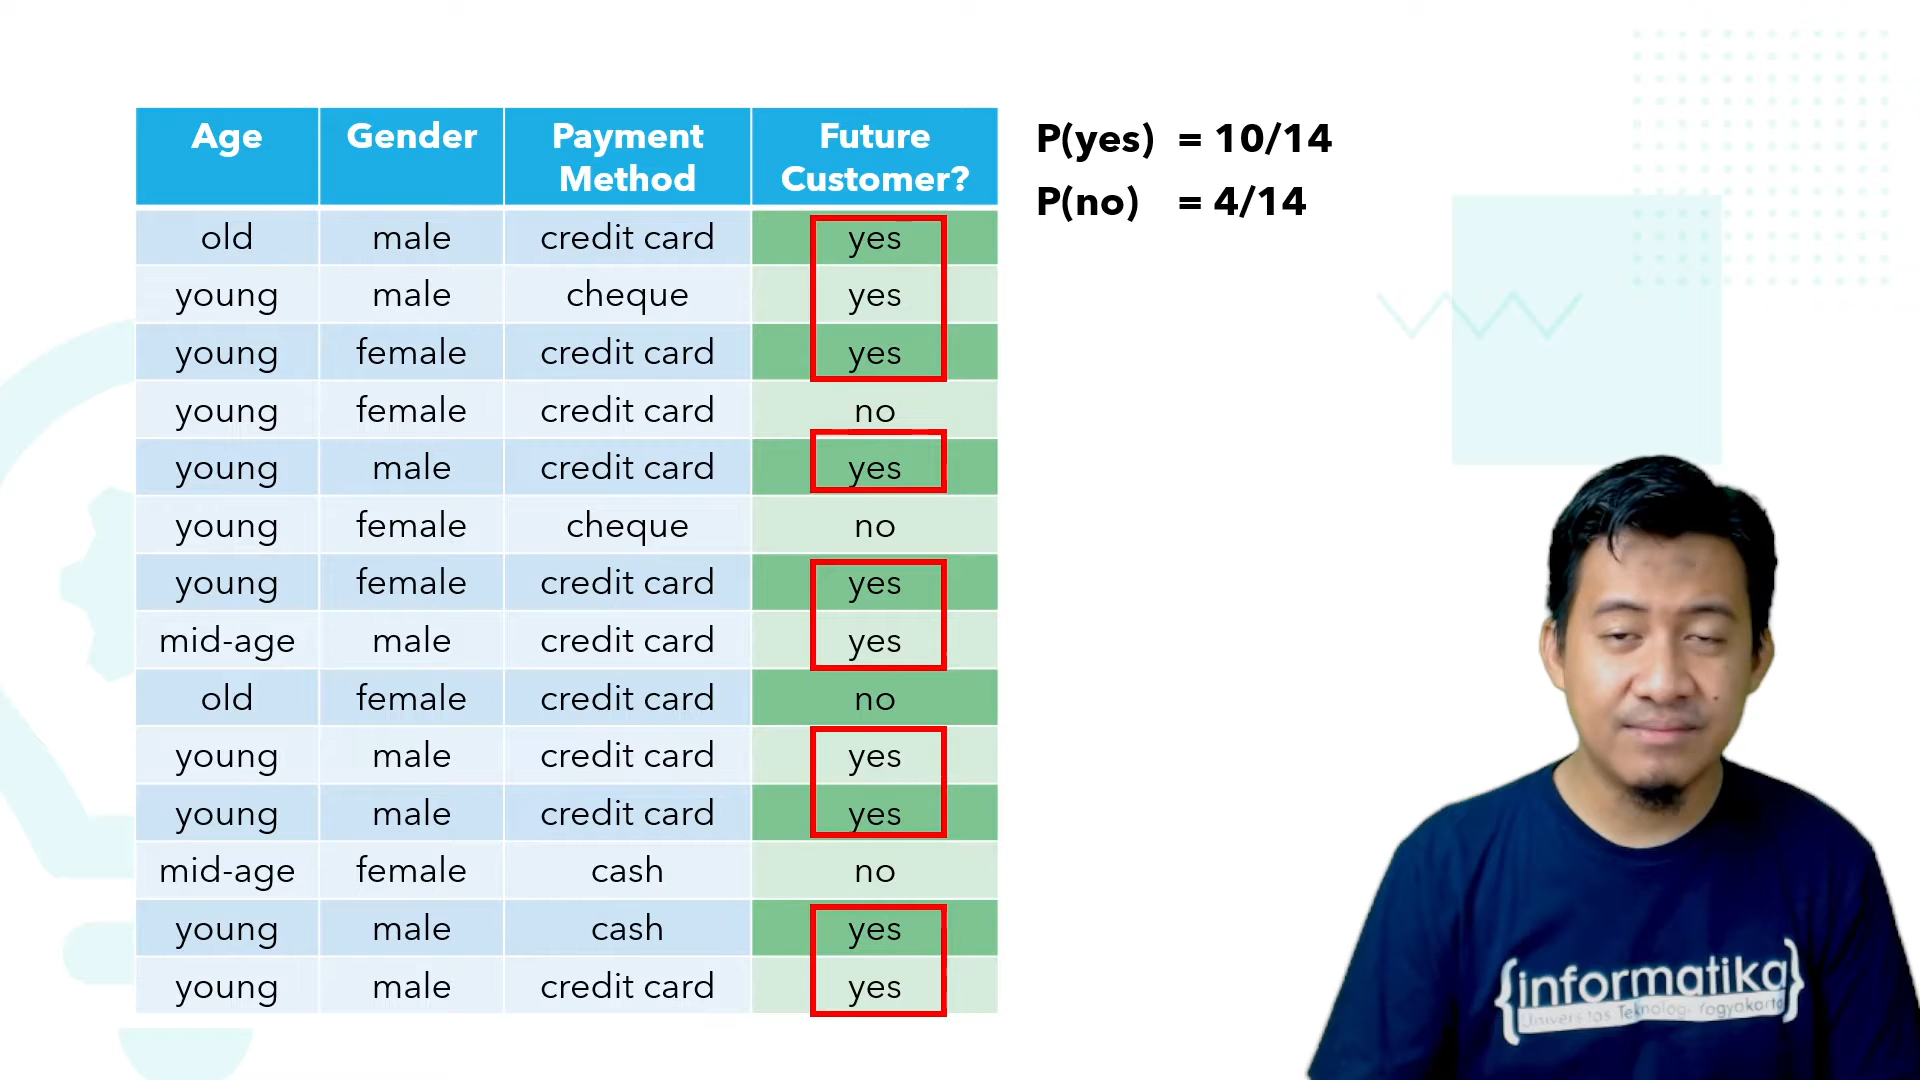 Age Gender Payment Method Future Customer?
old male credit card yes
young male cheque yes
young female credit card yes
young female credit card no
young male credit card yes
young female cheque no
young female credit card yes
mid-age male credit card yes
old female credit card no
young male credit card yes
young male credit card yes
mid-age female cash no
young male cash yes
young male credit card yes
P(yes) = 10/14
P(no) = 4/14
{informatika}
Universitas Teknologi Yogyakarta